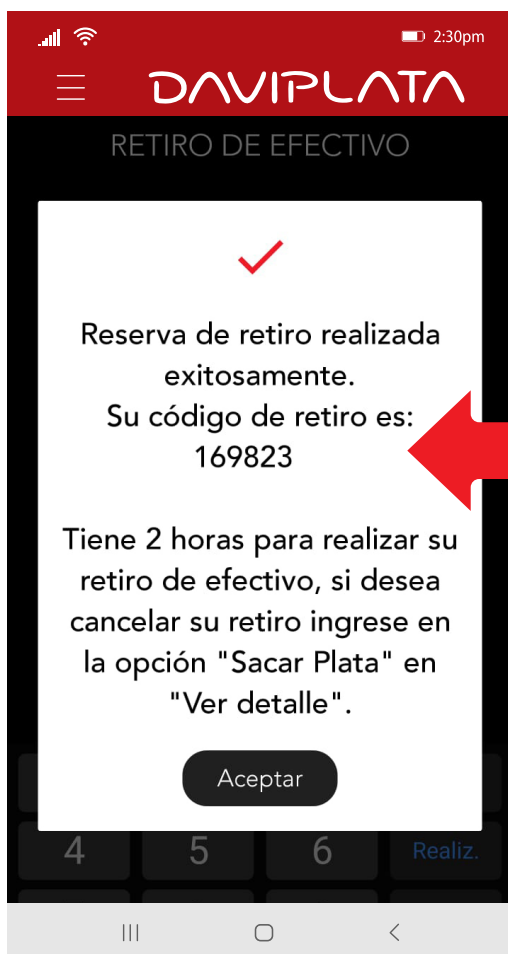 2:30pm
DAVIPLATA
RETIRO DE EFECTIVO
Reserva de retiro realizada
exitosamente.
Su código de retiro es:
169823
Tiene 2 horas para realizar su
retiro de efectivo, si desea
cancelar su retiro ingrese en
la opción "Sacar Plata" en
"Ver detalle".
Aceptar
4 5 6 Realiz.